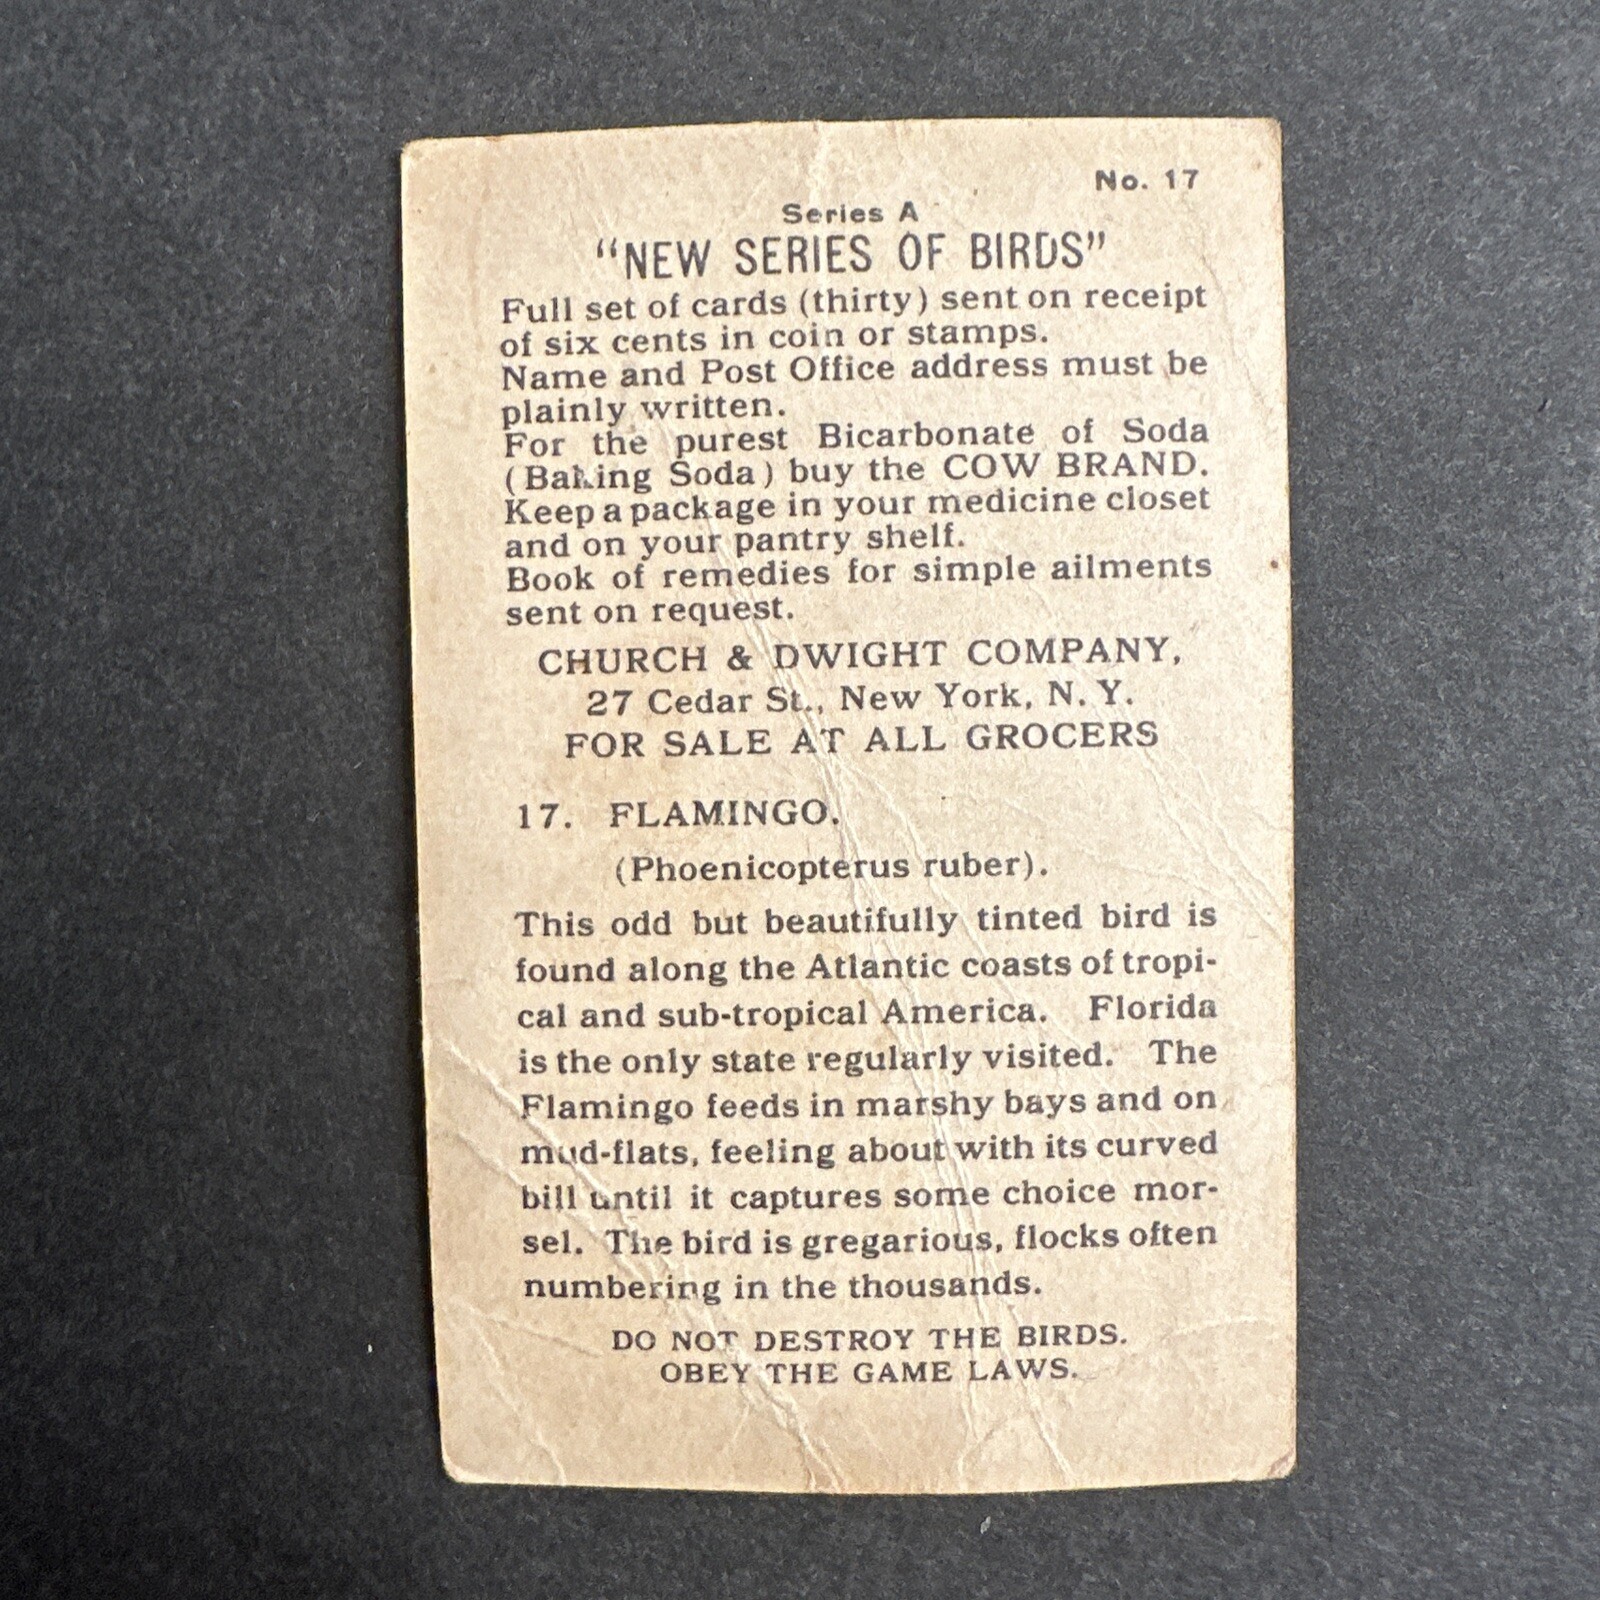 No. 17
Series A
"NEW SERIES OF BIRDS"
Full set of cards (thirty) sent on receipt
of six cents in coin or stamps.
Name and Post Office address must be
plainly written.
For the purest Bicarbonate of Soda
(Baking Soda) buy the COW BRAND.
Keep a package in your medicine closet
and on your pantry shelf.
Book of remedies for simple ailments
sent on request.
CHURCH & DWIGHT COMPANY,
27 Cedar St., New York, N. Y.
FOR SALE AT ALL GROCERS
17. FLAMINGO.
(Phoenicopterus ruber).
This odd but beautifully tinted bird is
found along the Atlantic coasts of tropi-
cal and sub-tropical America. Florida
is the only state regularly visited. The
Flamingo feeds in marshy bays and on
mud-flats, feeling about with its curved
bill until it captures some choice mor-
sel. The bird is gregarious, flocks often
numbering in the thousands.
DO NOT DESTROY THE BIRDS.
OBEY THE GAME LAWS.